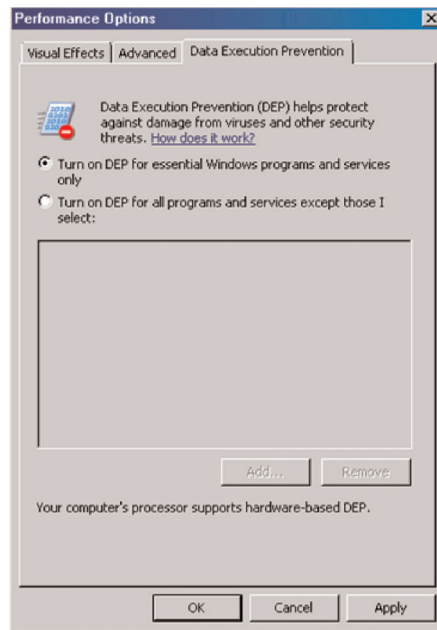 Performance Options
Visual Effects Advanced Data Execution Prevention
Data Execution Prevention (DEP) helps protect
against damage from viruses and other security
threats. How does it work?
Turn on DEP for essential Windows programs and services
only
Turn on DEP for all programs and services except those I
select:
Add... Remove
Your computer's processor supports hardware-based DEP.
OK Cancel Apply